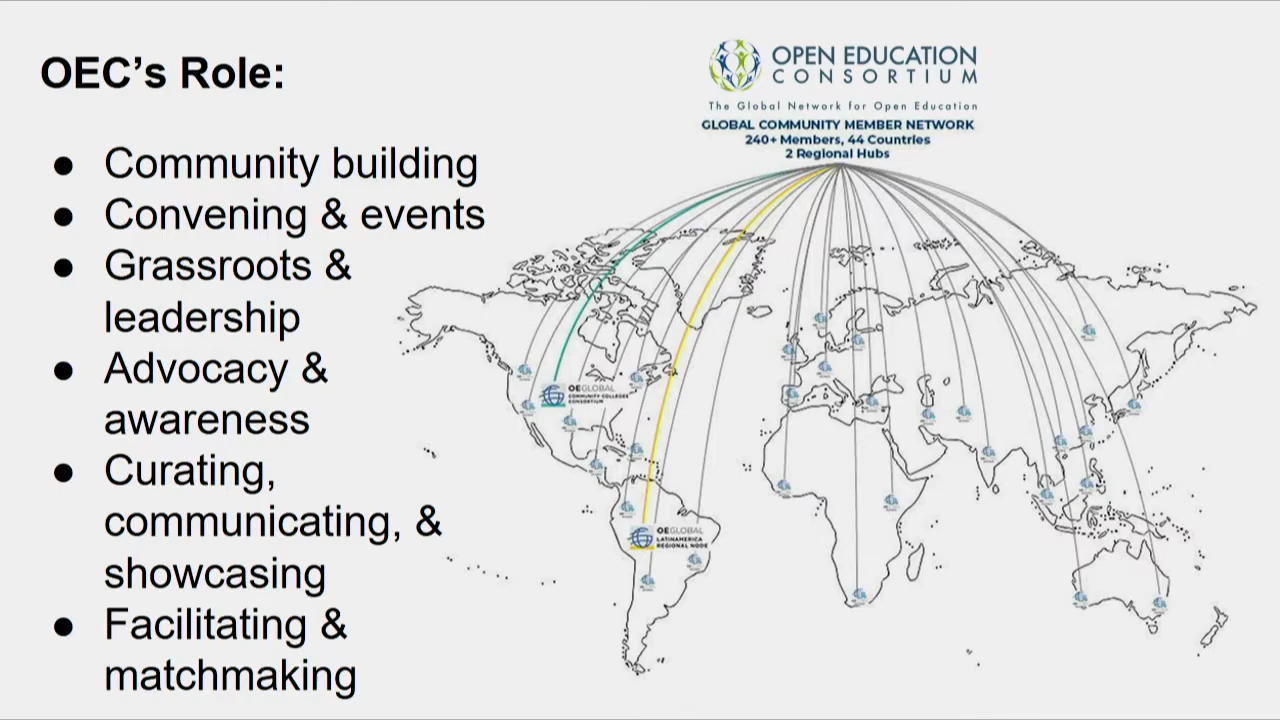 OEC’s Role:
● Community building
● Convening & events
● Grassroots &
leadership
● Advocacy &
awareness
● Curating,
communicating, &
showcasing
● Facilitating &
matchmaking
OPEN EDUCATION
CONSORTIUM
The Global Network for Open Education
GLOBAL COMMUNITY MEMBER NETWORK
240+ Members, 44 Countries
2 Regional Hubs
OEGLOBAL
COMMUNITY COLLEGES
CONSORTIUM
OEGLOBAL
LATINAMERICA
REGIONAL NODE